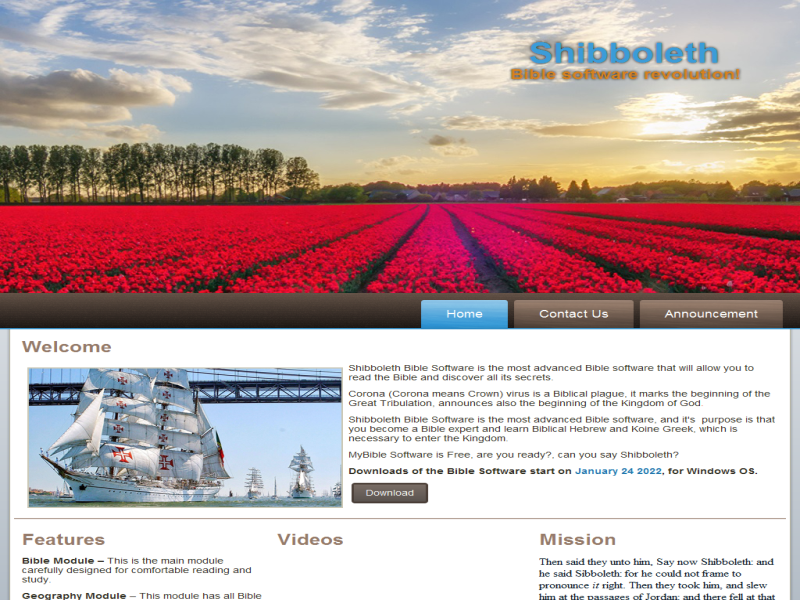 Shibboleth
Bible software revolution!
Home
Contact Us
Announcement
Welcome
Shibboleth Bible Software is the most advanced Bible software that will allow you to
read the Bible and discover all its secrets.
Corona (Corona means Crown) virus is a Biblical plague, it marks the beginning of the
Great Tribulation, announces also the beginning of the Kingdom of God.
Shibboleth Bible Software is the most advanced Bible software, and it's  purpose is that
you become a Bible expert and learn Biblical Hebrew and Koine Greek, which is
necessary to enter the Kingdom.
MyBible Software is Free, are you ready?, can you say Shibboleth?
Downloads of the Bible Software start on January 24 2022, for Windows OS.
Download
Features
Bible Module – This is the main module
carefully designed for comfortable reading and
study.
Geography Module – This module has all Bible
Videos
Mission
Then said they unto him, Say now Shibboleth: and
he said Sibboleth: for he could not frame to
pronounce it right. Then they took him, and slew
him at the passages of Jordan: and there fell at that